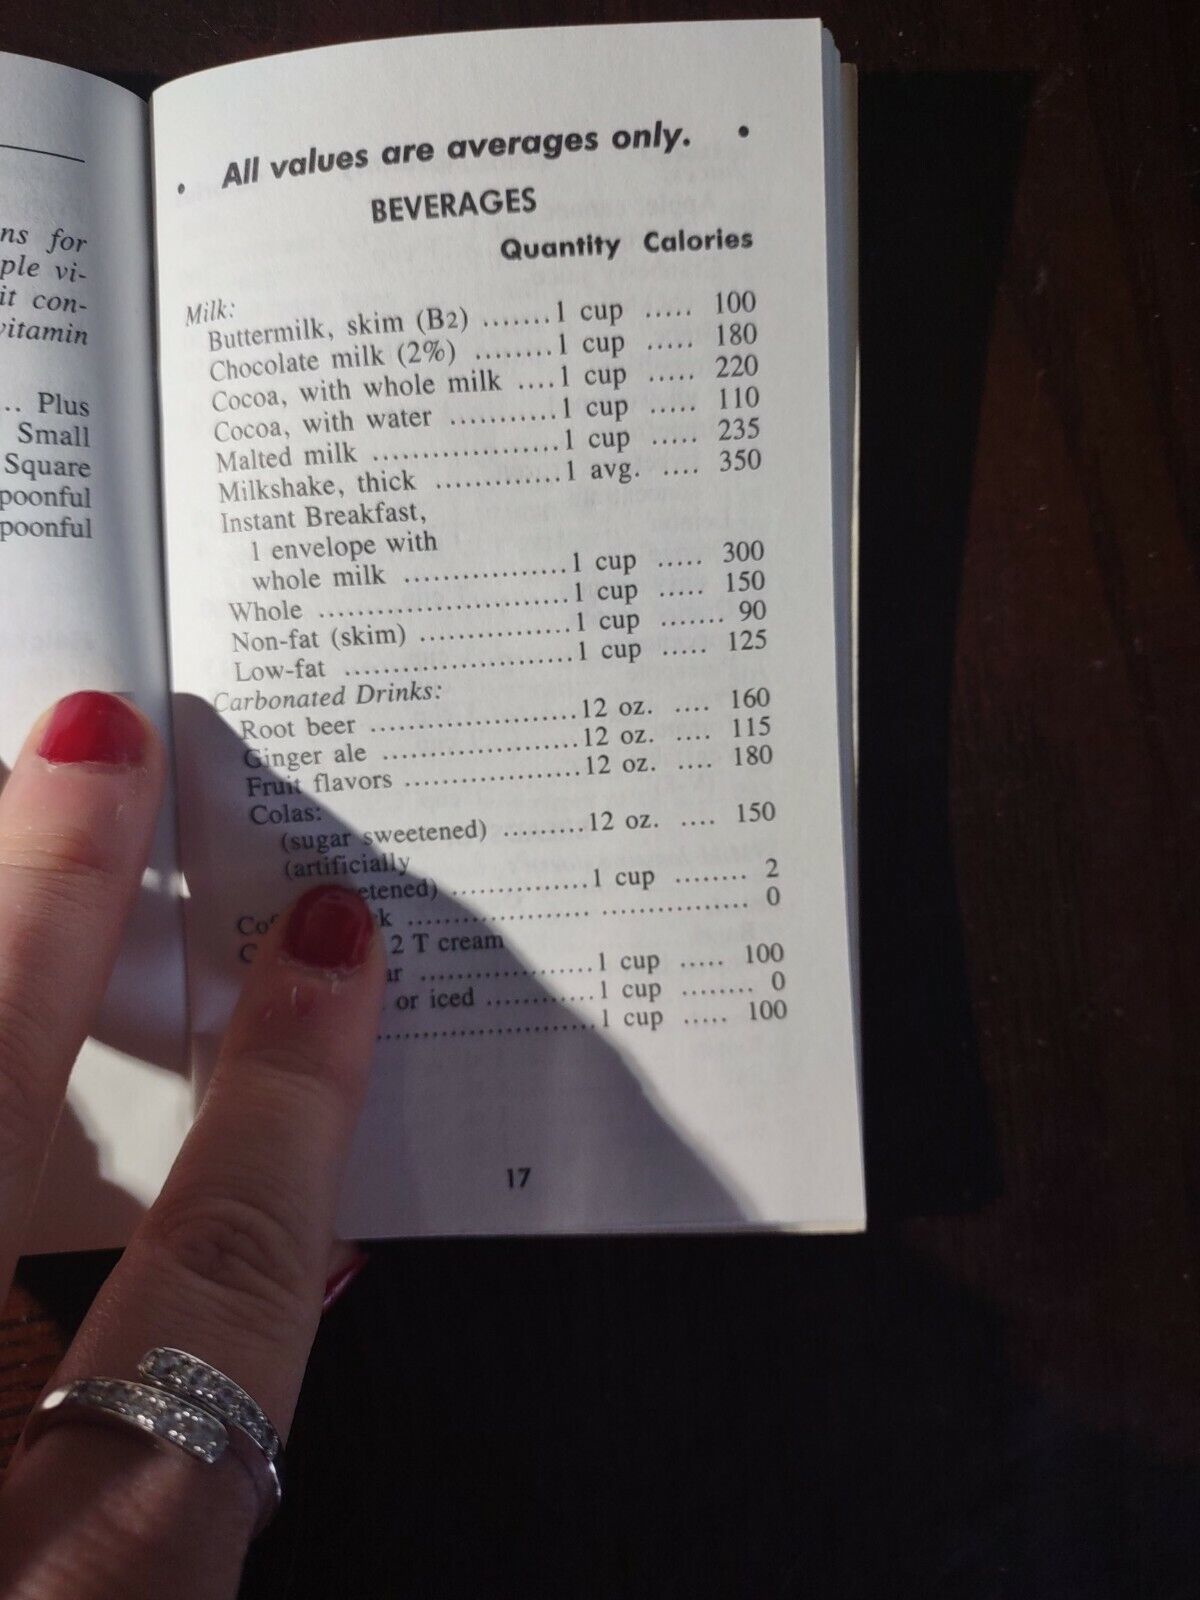 ns for
ple vi-
it con-
vitamin
... Plus
Small
Square
poonful
poonful
• All values are averages only. •
BEVERAGES
Quantity Calories
Milk:
Buttermilk, skim (B2) .......1 cup ..... 100
Chocolate milk (2%) ........1 cup ..... 180
Cocoa, with whole milk ....1 cup ..... 220
Cocoa, with water ...........1 cup ..... 110
Malted milk ...................1 cup ..... 235
Milkshake, thick .............1 avg. .... 350
Instant Breakfast,
1 envelope with
whole milk .................1 cup ..... 300
Whole ..........................1 cup ..... 150
Non-fat (skim) ................1 cup ....... 90
Low-fat ........................1 cup ..... 125
Carbonated Drinks:
Root beer ......................12 oz. .... 160
Ginger ale .....................12 oz. .... 115
Fruit flavors ...................12 oz. .... 180
Colas:
(sugar sweetened) .........12 oz. .... 150
(artificially
etened) ...............1 cup ........ 2
Co k ................... ............... 0
C 2 T cream
ar ..................1 cup ..... 100
or iced ............1 cup ........ 0
.......................1 cup ..... 100
17